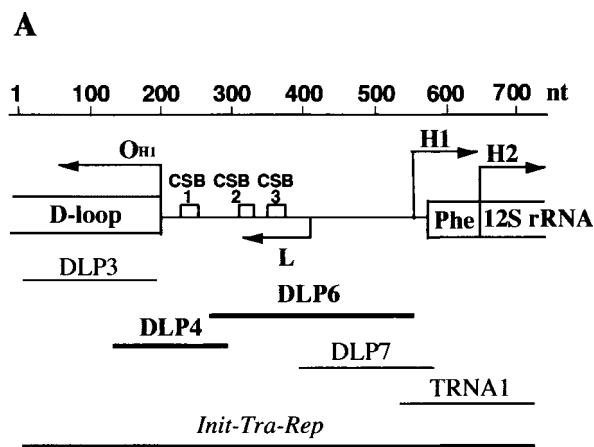 A
1 100 200 300 400 500 600 700 nt
OH1 H1 H2
CSB 1 CSB 2 CSB 3
D-loop Phe 12S rRNA
L
DLP3
DLP6
DLP4
DLP7
TRNA1
Init-Tra-Rep